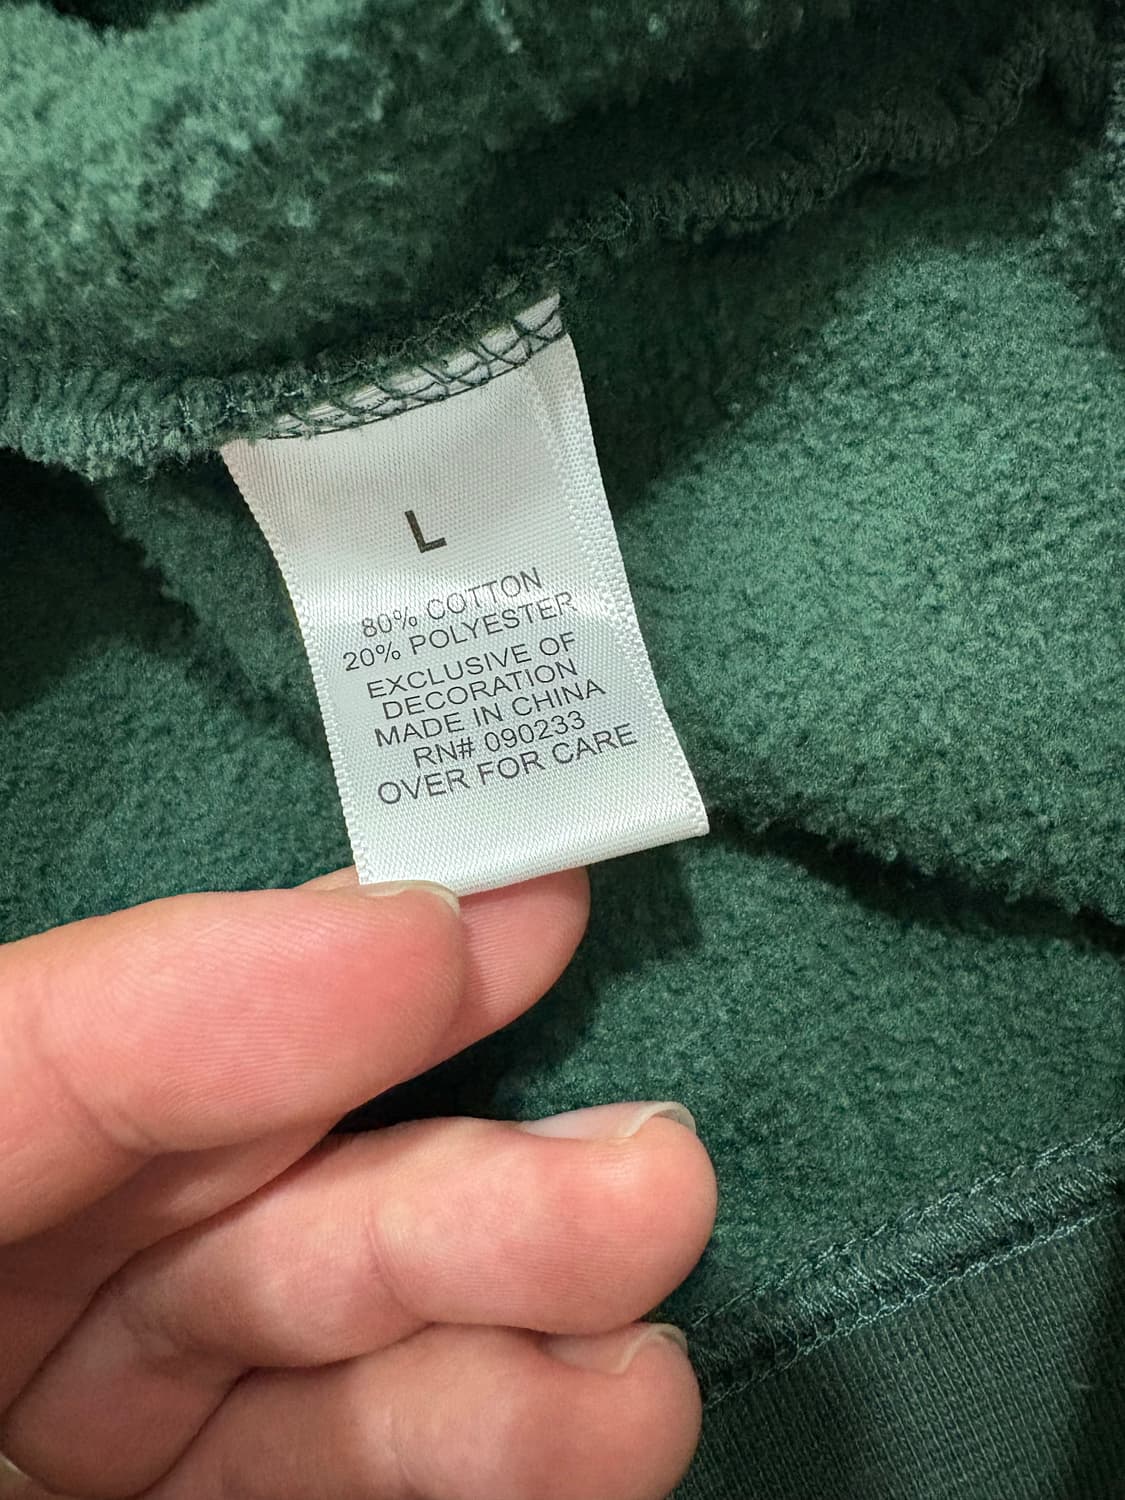 L
80% COTTON
20% POLYESTER
EXCLUSIVE OF
DECORATION
MADE IN CHINA
RN# 090233
OVER FOR CARE